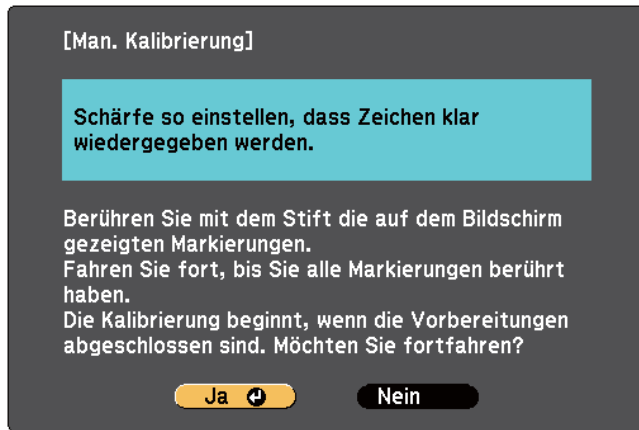 [Man. Kalibrierung]
Schärfe so einstellen, dass Zeichen klar
wiedergegeben werden.
Berühren Sie mit dem Stift die auf dem Bildschirm
gezeigten Markierungen.
Fahren Sie fort, bis Sie alle Markierungen berührt
haben.
Die Kalibrierung beginnt, wenn die Vorbereitungen
abgeschlossen sind. Möchten Sie fortfahren?
Ja Nein